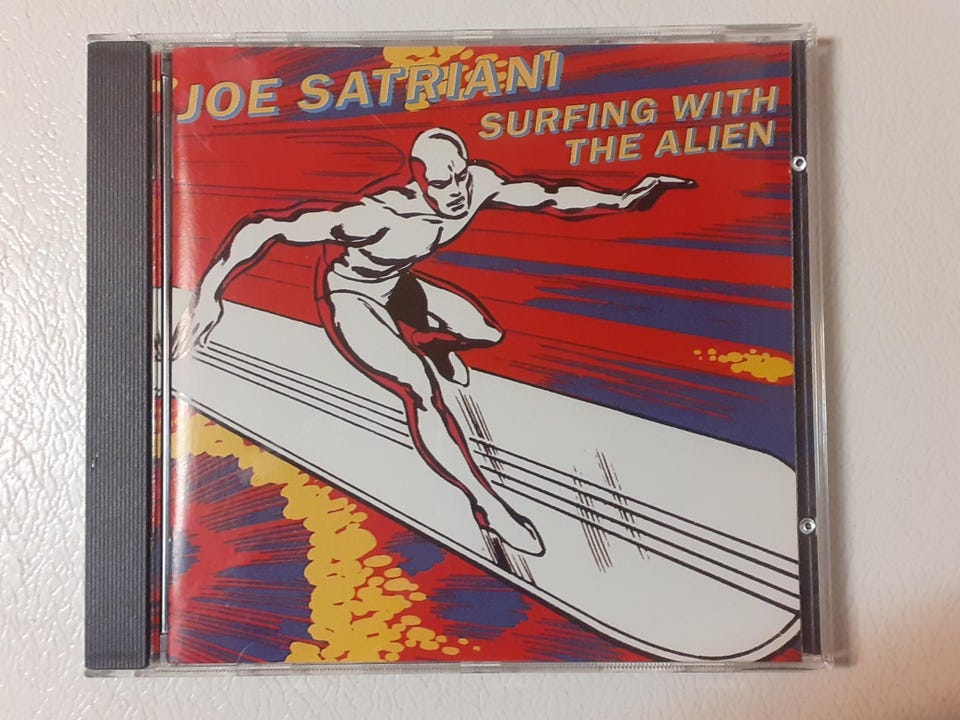 JOE SATRIANI
SURFING WITH
THE ALIEN